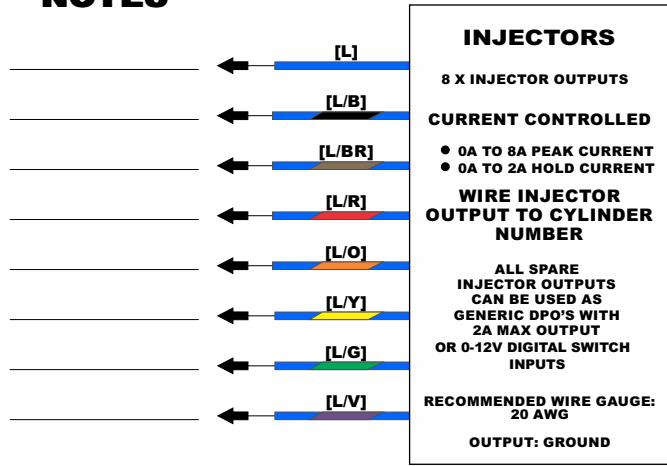 NOTES
[L]
[L/B]
[L/BR]
[L/R]
[L/O]
[L/Y]
[L/G]
[L/V]
INJECTORS
8 X INJECTOR OUTPUTS
CURRENT CONTROLLED
● 0A TO 8A PEAK CURRENT
● 0A TO 2A HOLD CURRENT
WIRE INJECTOR
OUTPUT TO CYLINDER
NUMBER
ALL SPARE
INJECTOR OUTPUTS
CAN BE USED AS
GENERIC DPO'S WITH
2A MAX OUTPUT
OR 0-12V DIGITAL SWITCH
INPUTS
RECOMMENDED WIRE GAUGE:
20 AWG
OUTPUT: GROUND